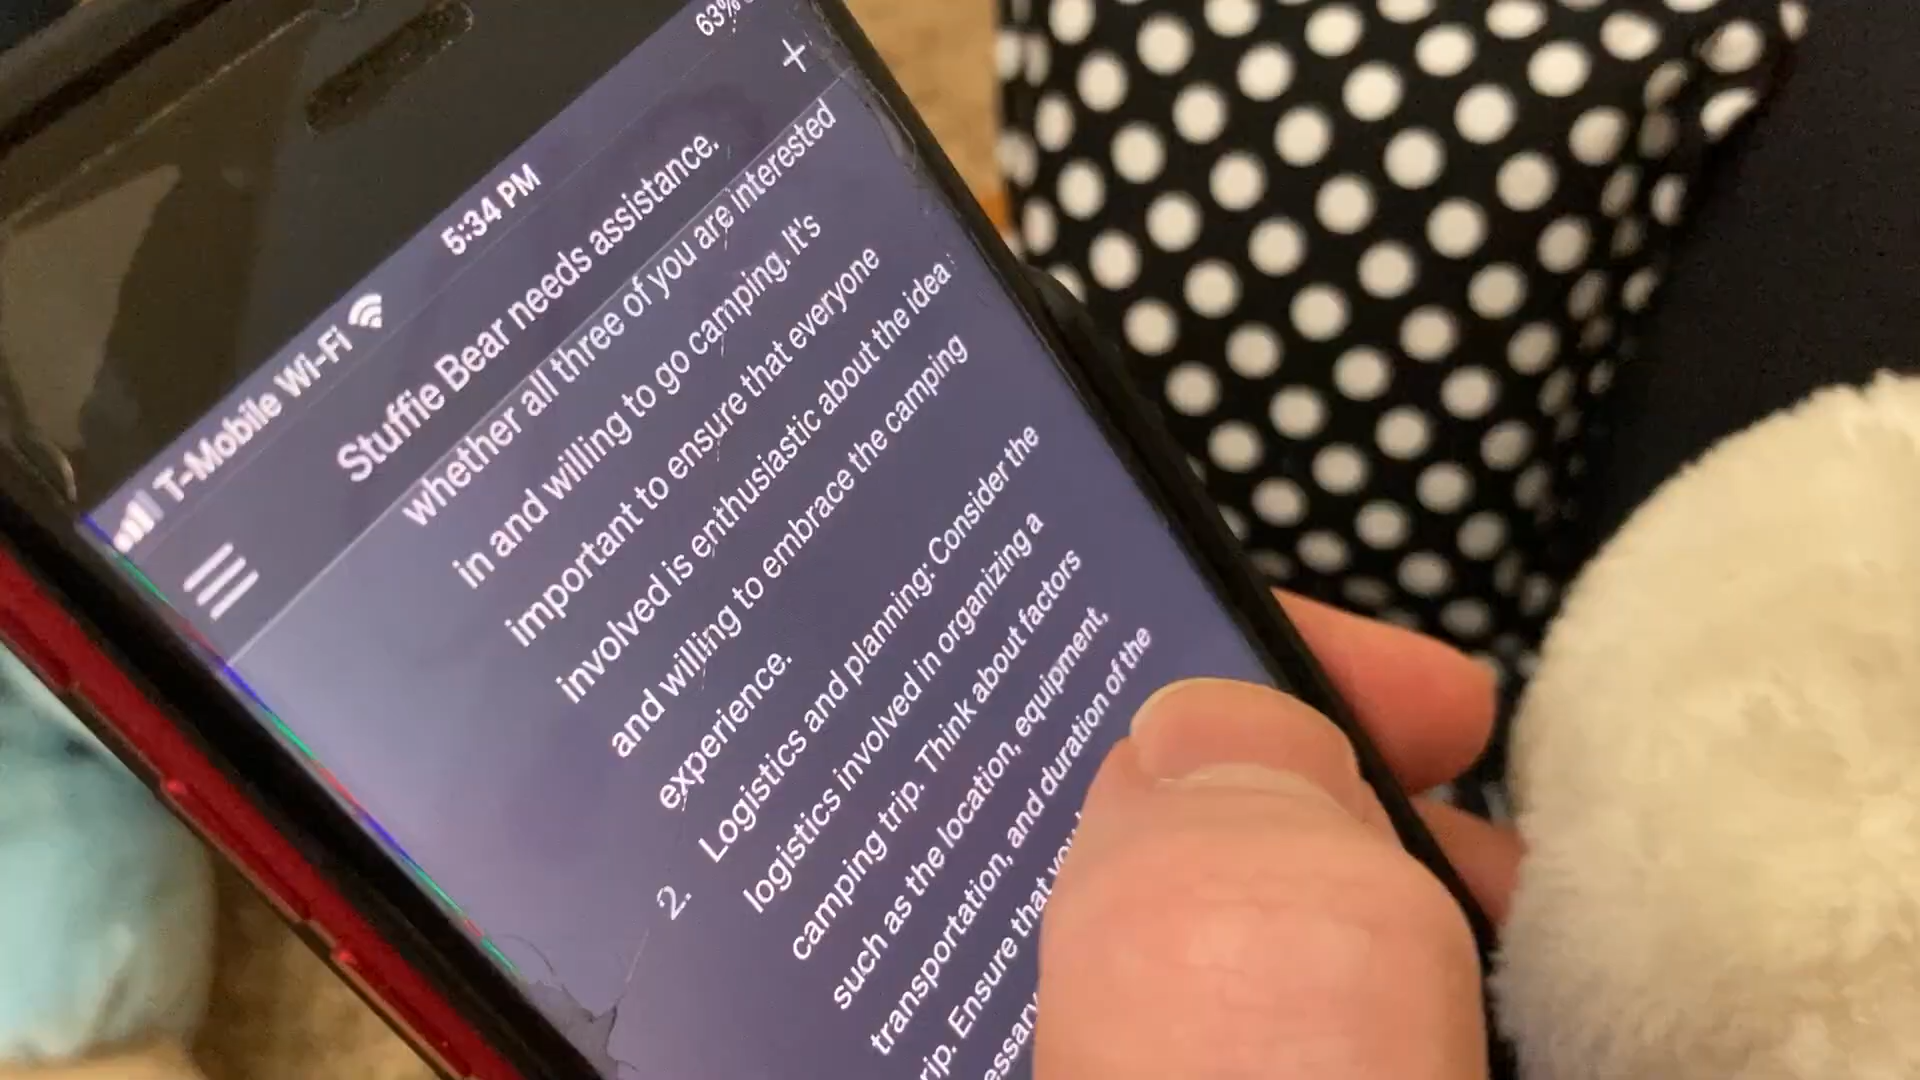 T-Mobile Wi-Fi 5:34 PM 63%
Stuffie Bear needs assistance.
whether all three of you are interested
in and willing to go camping. It's
important to ensure that everyone
involved is enthusiastic about the idea
and willing to embrace the camping
experience.
2. Logistics and planning: Consider the
logistics involved in organizing a
camping trip. Think about factors
such as the location, equipment,
transportation, and duration of the
Ensure that